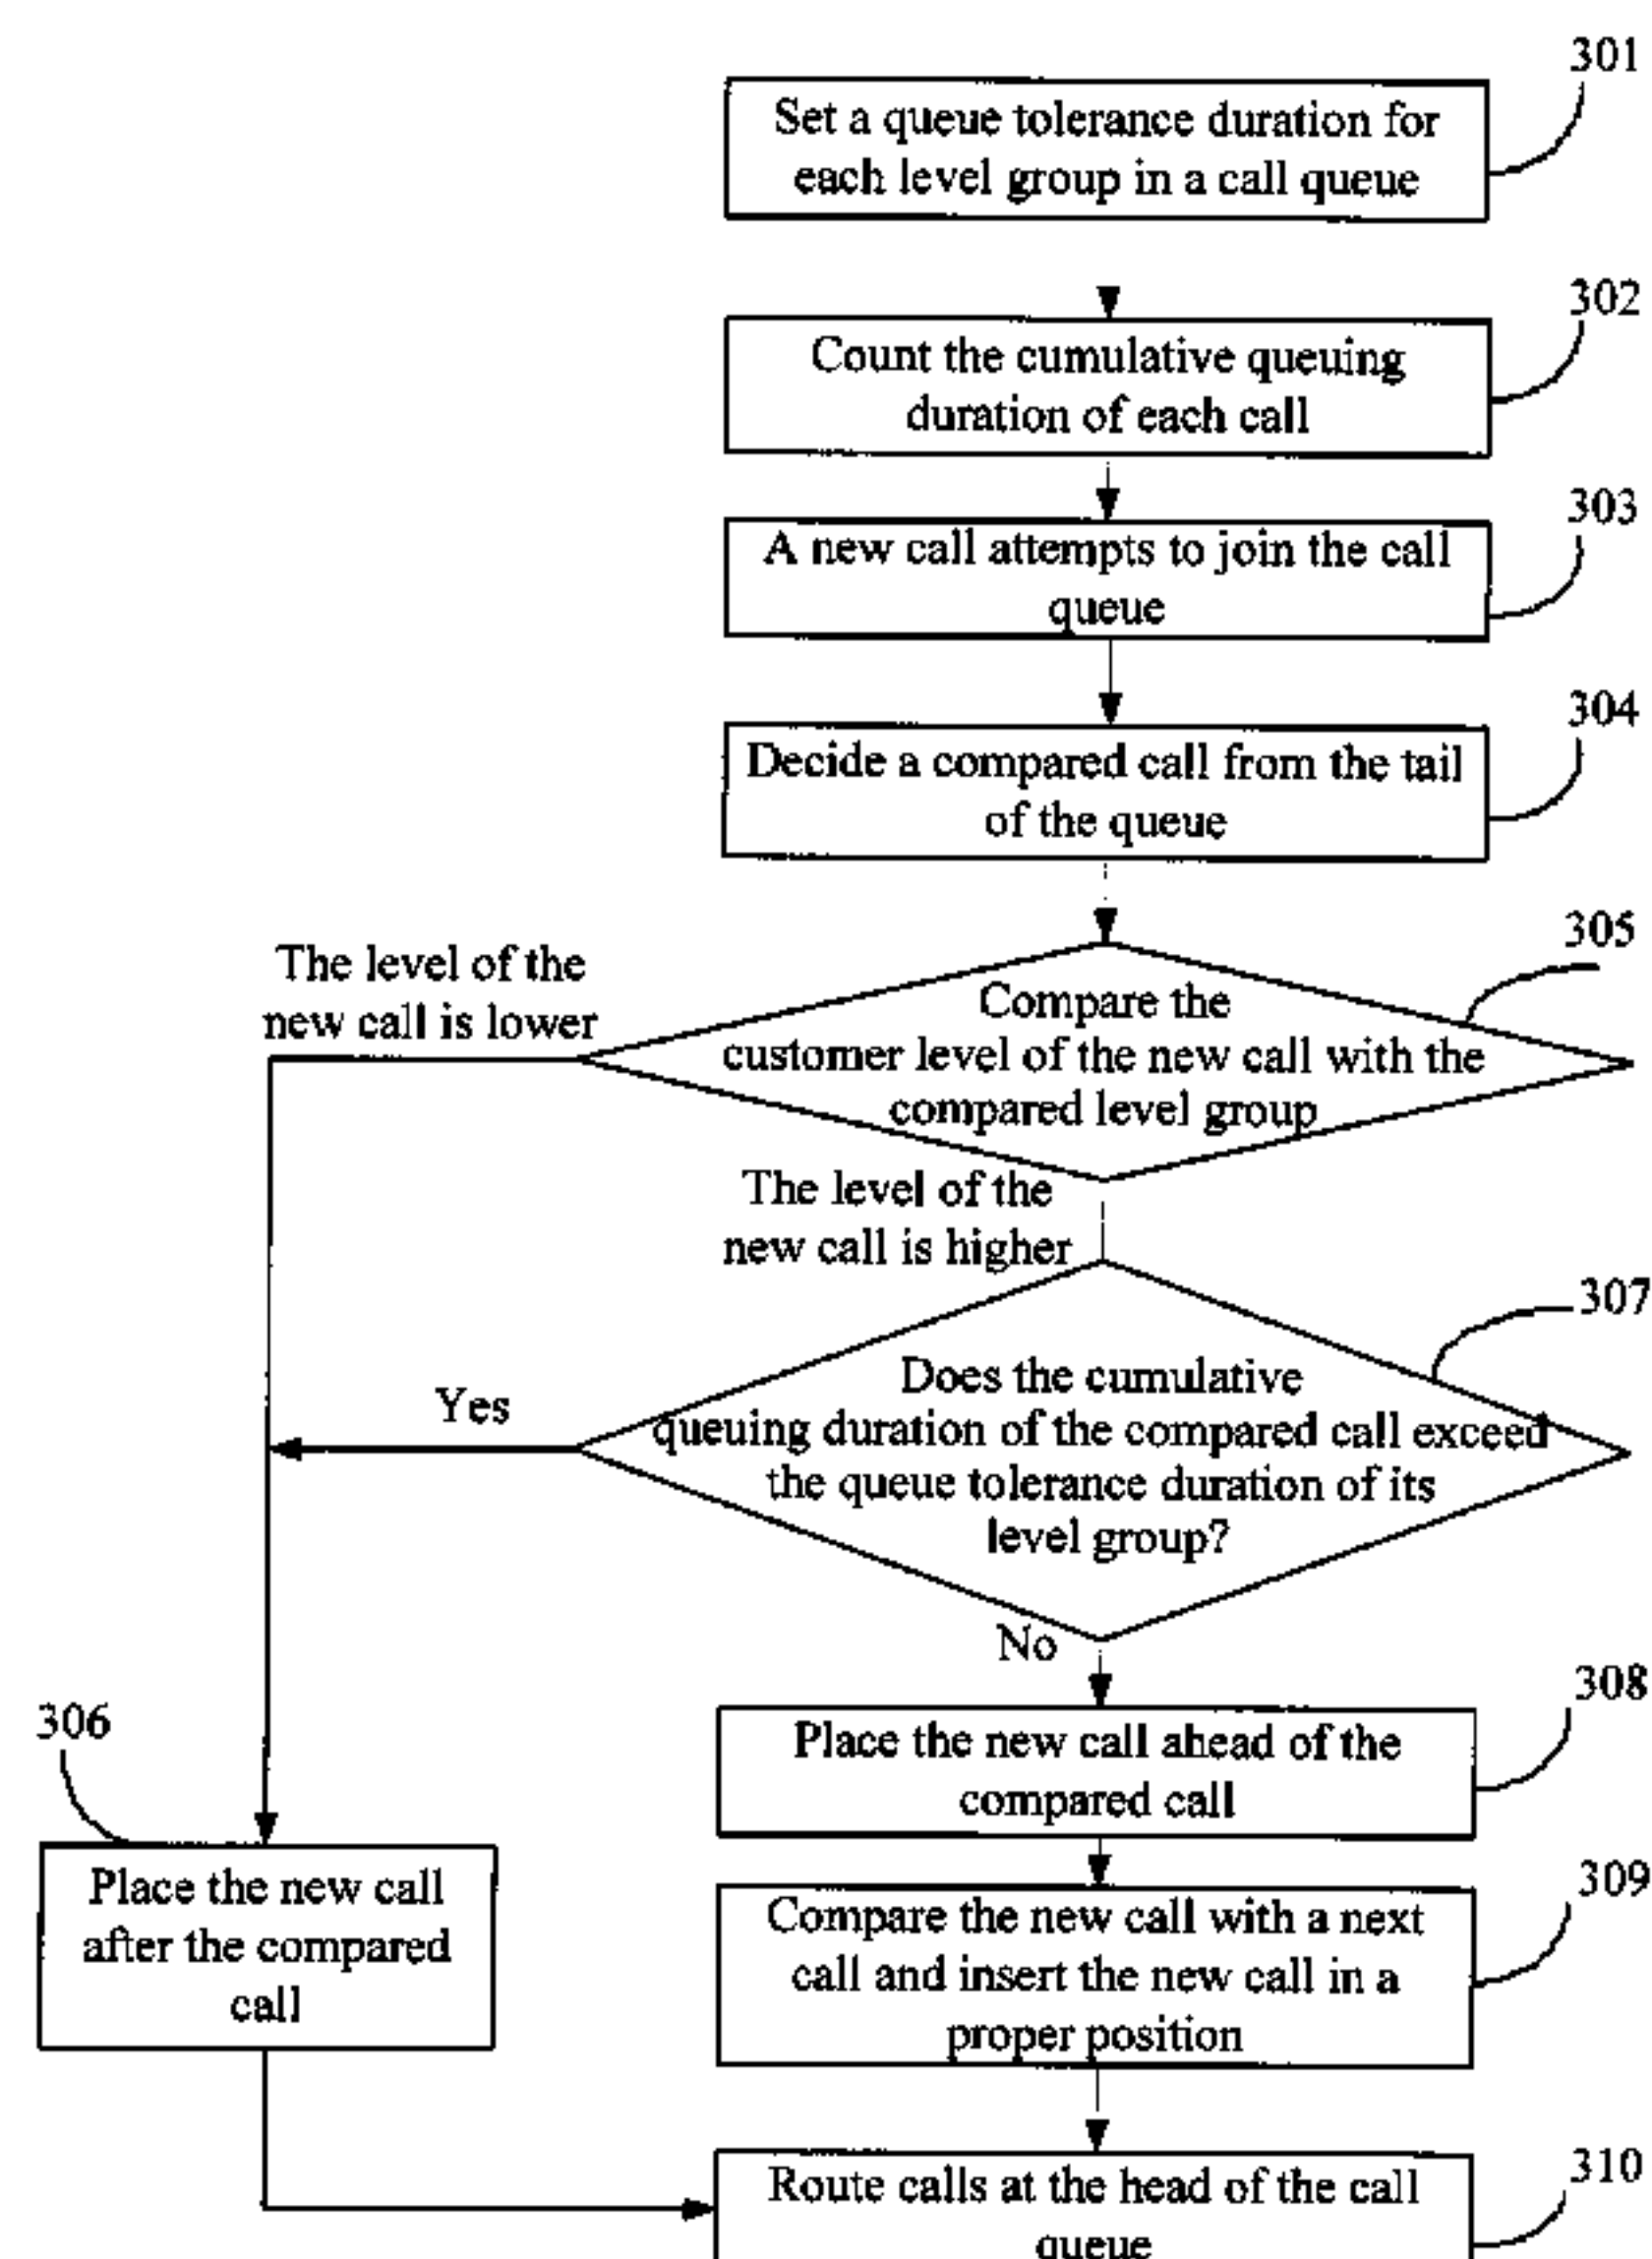 301
Set a queue tolerance duration for
each level group in a call queue
302
Count the cumulative queuing
duration of each call
303
A new call attempts to join the call
queue
304
Decide a compared call from the tail
of the queue
305
The level of the
new call is lower
Compare the
customer level of the new call with the
compared level group
The level of the
new call is higher
307
Does the cumulative
queuing duration of the compared call exceed
the queue tolerance duration of its
level group?
Yes
No
308
Place the new call ahead of the
compared call
306
Place the new call
after the compared
call
309
Compare the new call with a next
call and insert the new call in a
proper position
310
Route calls at the head of the call
queue